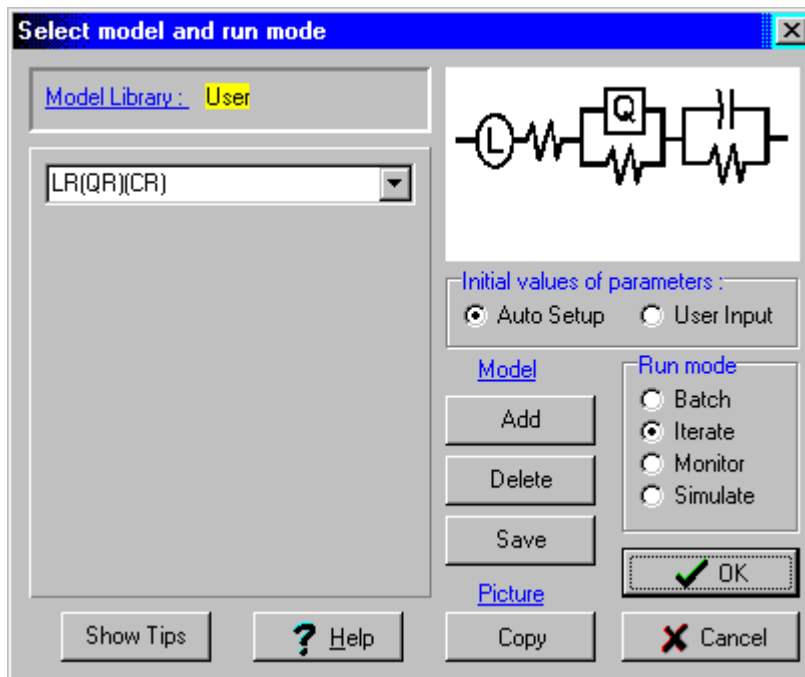 Select model and run mode
Model Library : User
LR(QR)(CR)
L
Q
Initial values of parameters :
Auto Setup
User Input
Model
Add
Delete
Save
Run mode
Batch
Iterate
Monitor
Simulate
OK
Picture
Show Tips
? Help
Copy
Cancel